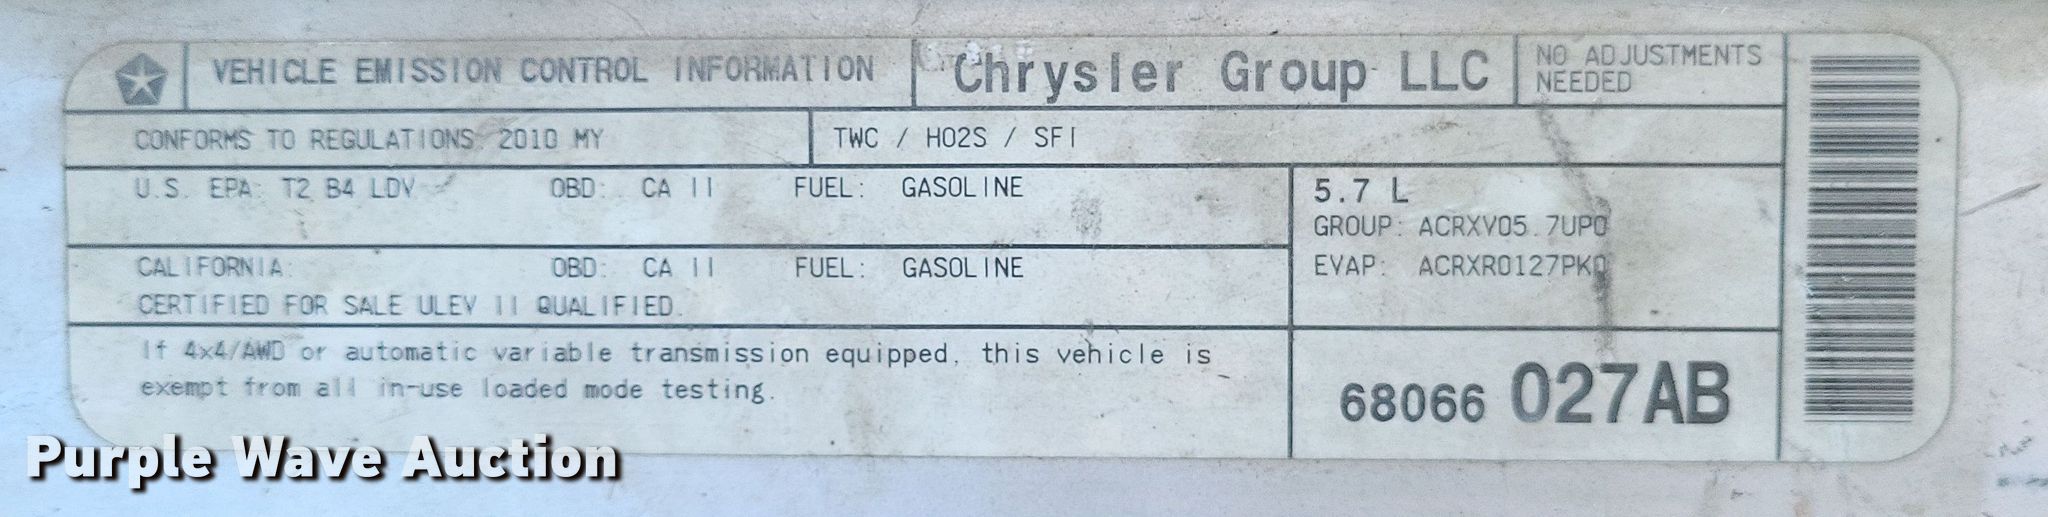 VEHICLE EMISSION CONTROL INFORMATION
Chrysler Group LLC
NO ADJUSTMENTS
NEEDED
CONFORMS TO REGULATIONS: 2010 MY
TWC / HO2S / SFI
U.S. EPA: T2 B4 LDV OBD: CA II FUEL: GASOLINE
CALIFORNIA: OBD: CA II FUEL: GASOLINE
CERTIFIED FOR SALE ULEV II QUALIFIED.
5.7 L
GROUP: ACRXV05.7UP0
EVAP: ACRXR0127PK0
If 4x4/AWD or automatic variable transmission equipped, this vehicle is
exempt from all in-use loaded mode testing.
68066 027AB
Purple Wave Auction